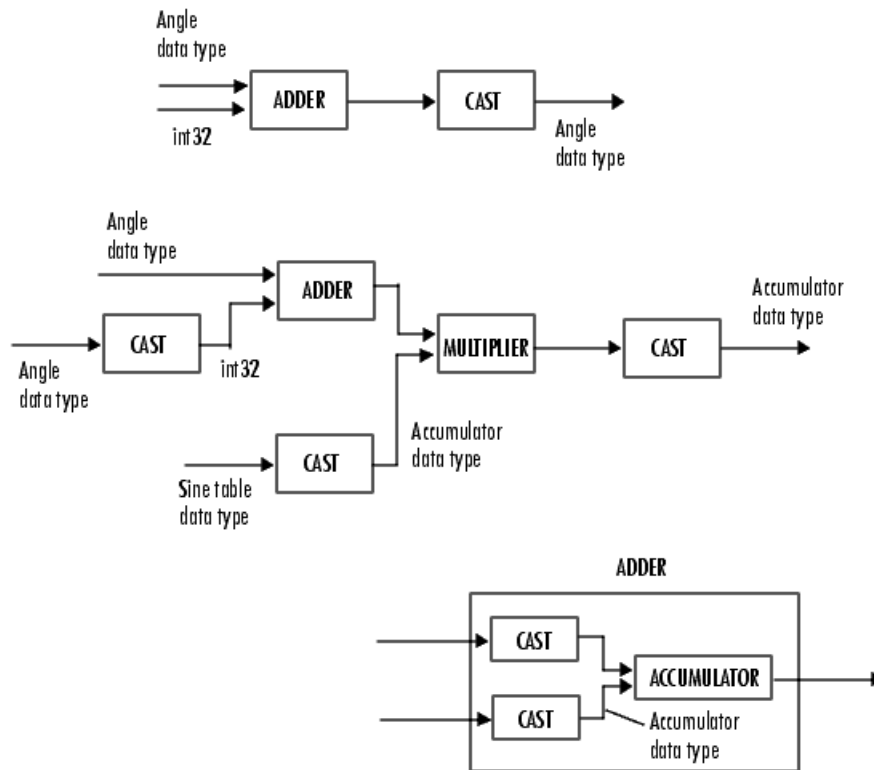 Angle
data type
ADDER
CAST
int32
Angle
data type
Angle
data type
ADDER
Accumulator
data type
CAST
MULTIPLIER
CAST
Angle
data type
int32
Accumulator
data type
CAST
Sine table
data type
ADDER
CAST
ACCUMULATOR
CAST
Accumulator
data type